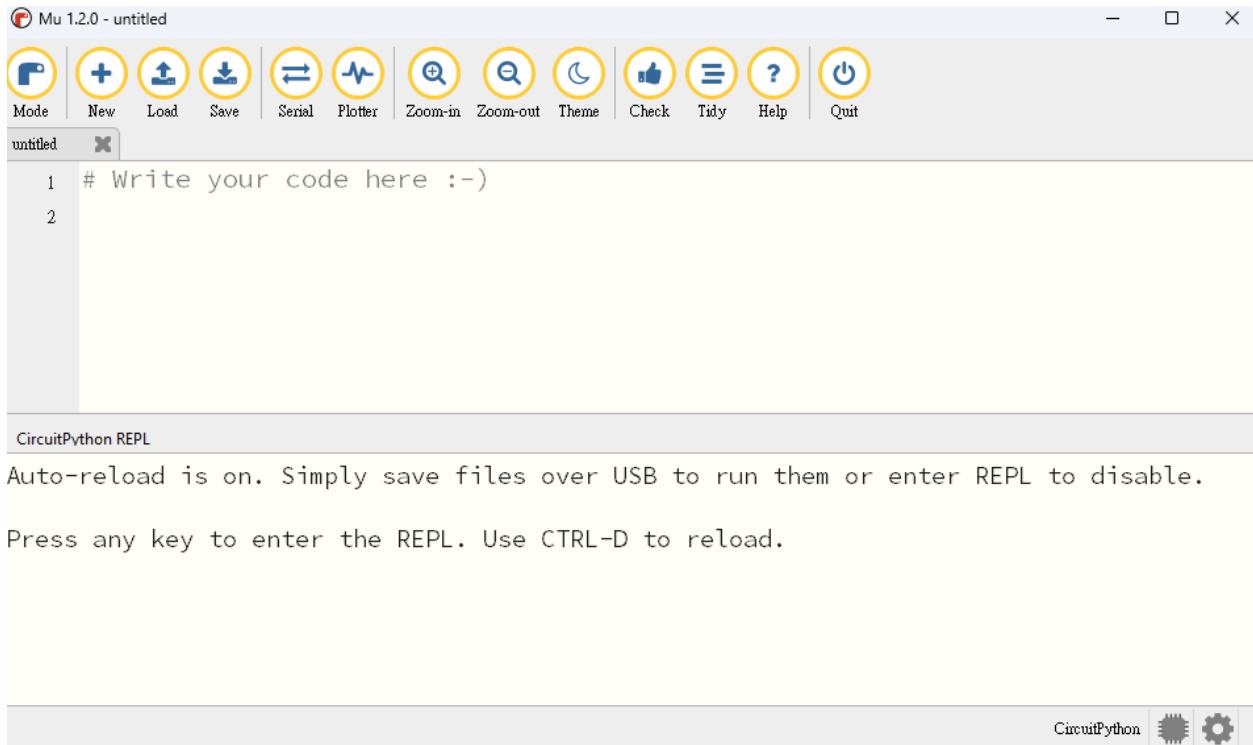 Mu 1.2.0 - untitled
Mode New Load Save Serial Plotter Zoom-in Zoom-out Theme Check Tidy Help Quit
untitled
1 # Write your code here :-)
2
CircuitPython REPL
Auto-reload is on. Simply save files over USB to run them or enter REPL to disable.
Press any key to enter the REPL. Use CTRL-D to reload.
CircuitPython